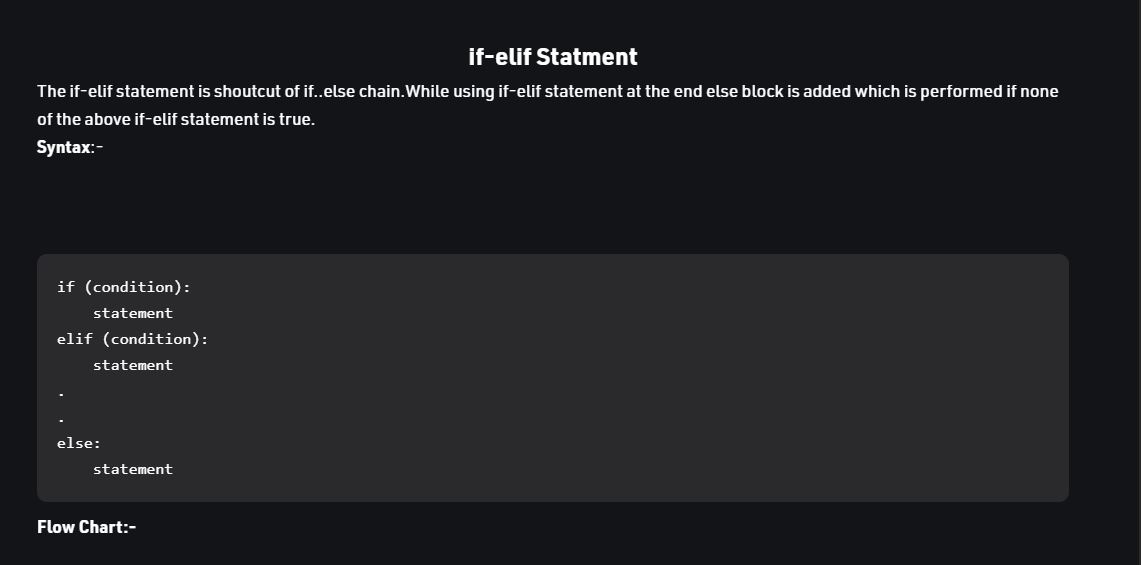 if-elif Statment
The if-elif statement is shoutcut of if..else chain.While using if-elif statement at the end else block is added which is performed if none
of the above if-elif statement is true.
Syntax:-
if (condition):
    statement
elif (condition):
    statement
.
.
else:
    statement
Flow Chart:-